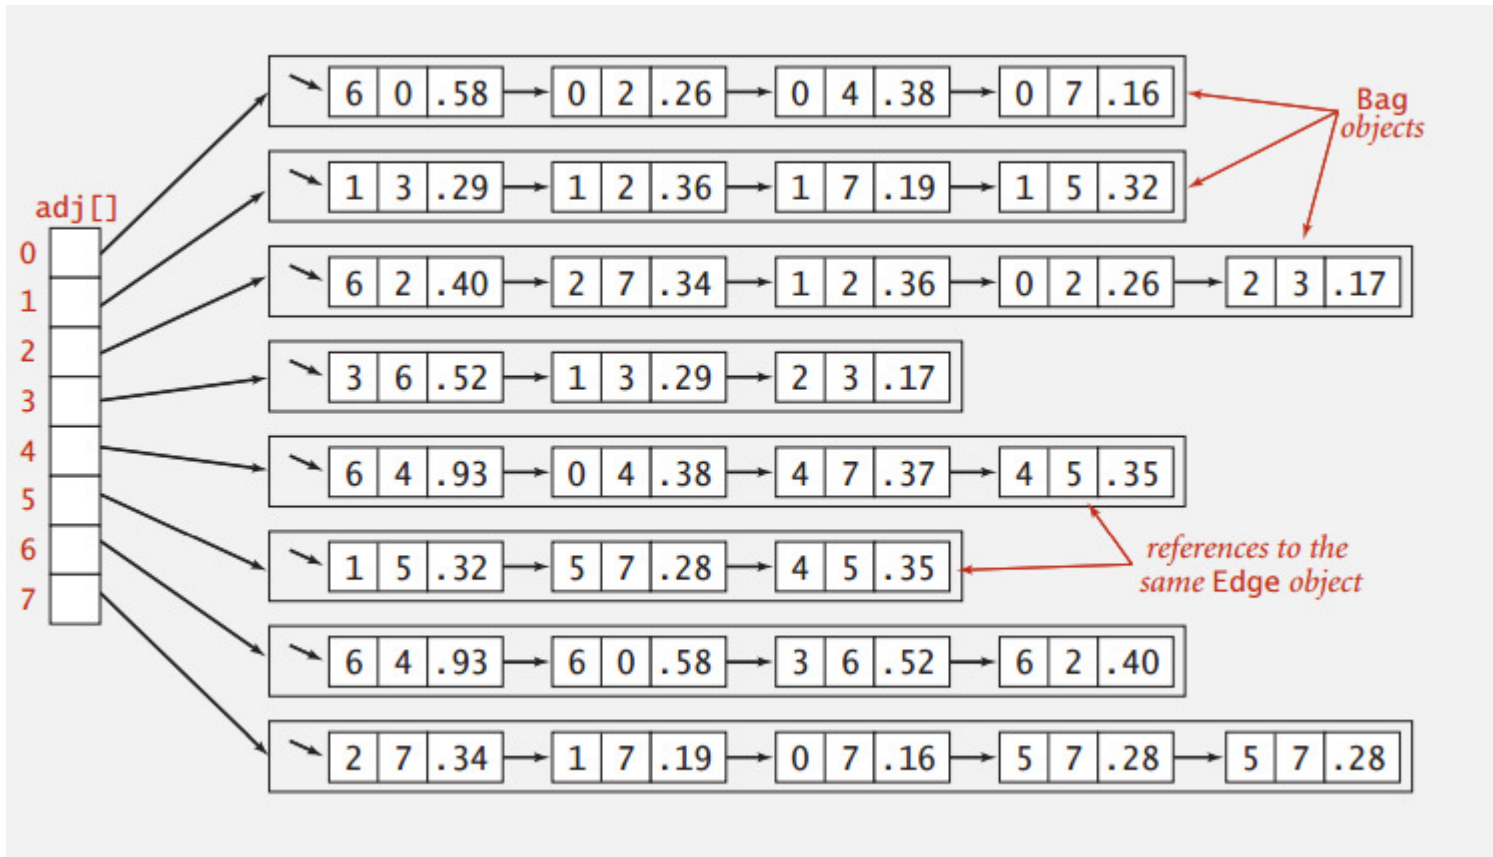 6 0 .58 0 2 .26 0 4 .38 0 7 .16
Bag
objects
1 3 .29 1 2 .36 1 7 .19 1 5 .32
adj[]
0
6 2 .40 2 7 .34 1 2 .36 0 2 .26 2 3 .17
1
2
3 6 .52 1 3 .29 2 3 .17
3
4
6 4 .93 0 4 .38 4 7 .37 4 5 .35
5
references to the
same Edge object
6
1 5 .32 5 7 .28 4 5 .35
7
6 4 .93 6 0 .58 3 6 .52 6 2 .40
2 7 .34 1 7 .19 0 7 .16 5 7 .28 5 7 .28